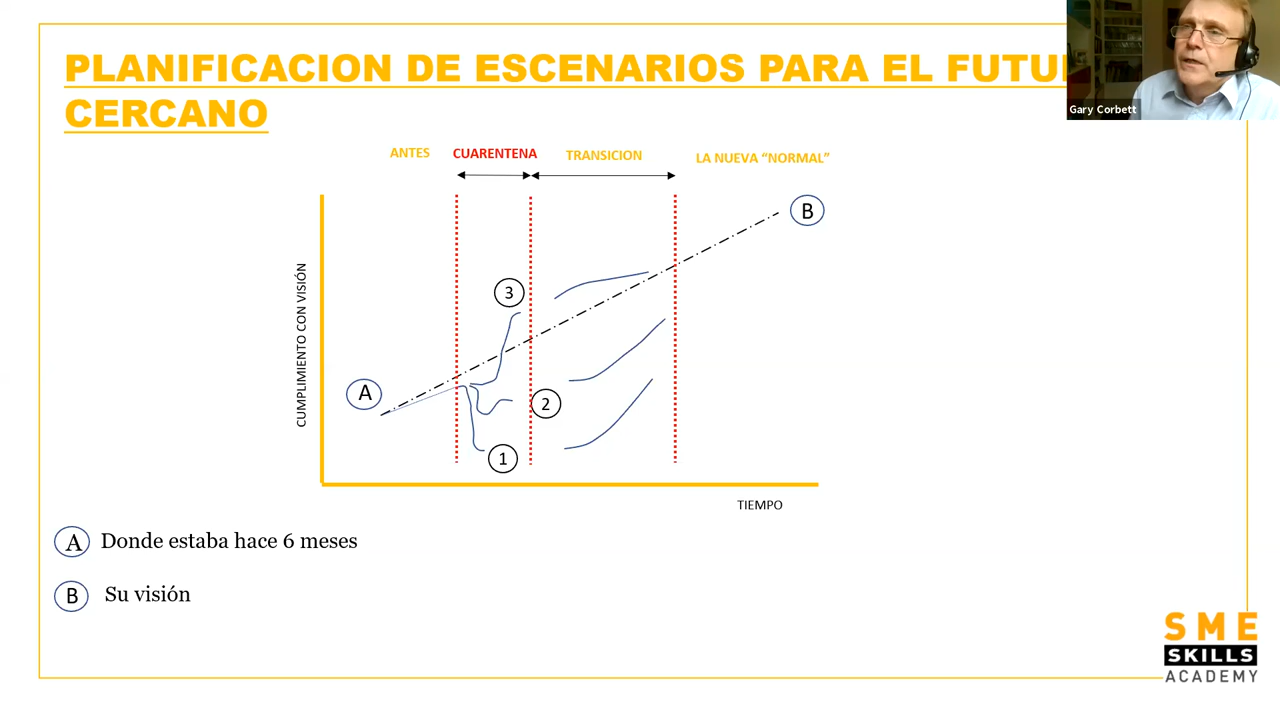 PLANIFICACION DE ESCENARIOS PARA EL FUTU
CERCANO
Gary Corbett
ANTES
CUARENTENA
TRANSICION
LA NUEVA “NORMAL”
B
3
CUMPLIMIENTO CON VISIÓN
A
2
1
TIEMPO
A Donde estaba hace 6 meses
B Su visión
SME
SKILLS
ACADEMY